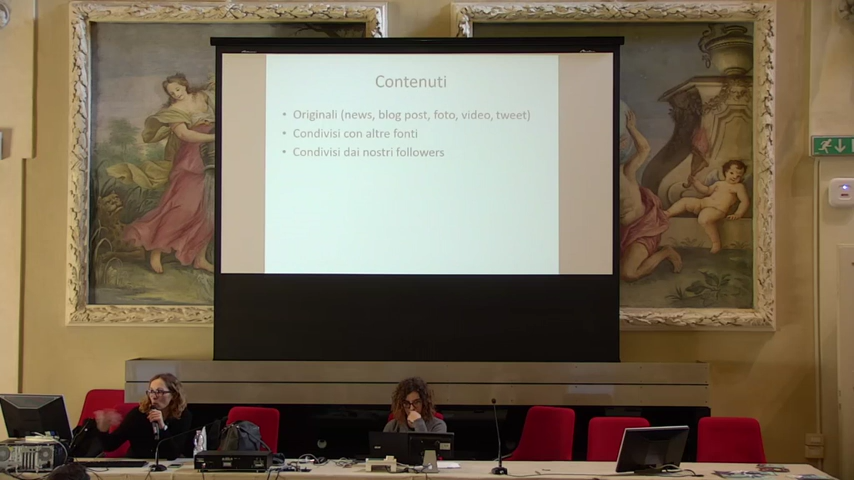 Contenuti
• Originali (news, blog post, foto, video, tweet)
• Condivisi con altre fonti
• Condivisi dai nostri followers